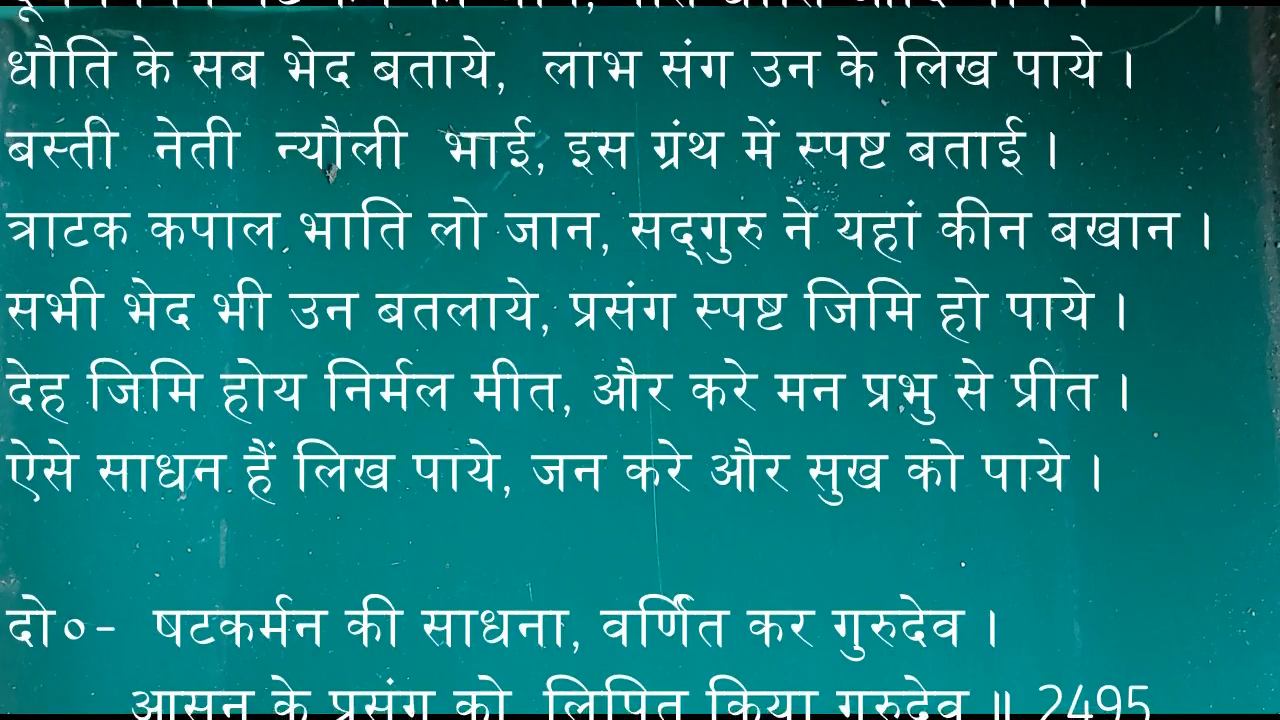 धौति के सब भेद बताये, लाभ संग उन के लिख पाये ।
बस्ती नेती न्यौली भाई, इस ग्रंथ में स्पष्ट बताई ।
त्राटक कपाल भाति लो जान, सद्गुरु ने यहां कीन बखान ।
सभी भेद भी उन बतलाये, प्रसंग स्पष्ट जिमि हो पाये ।
देह जिमि होय निर्मल मीत, और करे मन प्रभु से प्रीत ।
ऐसे साधन हैं लिख पाये, जन करे और सुख को पाये ।
दो०- षटकर्मन की साधना, वर्णित कर गुरुदेव ।
आसन के प्रसंग को लिपित किया गुरुदेव ॥ 2495